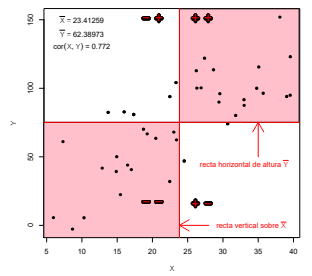 X̅ = 23.41259
Y̅ = 62.38973
cor(X, Y) = 0.772
− +
+ +
150
100
50
0
Y
recta horizontal de altura Y̅
− −
+ −
recta vertical sobre X̅
5 10 15 20 25 30 35 40
X